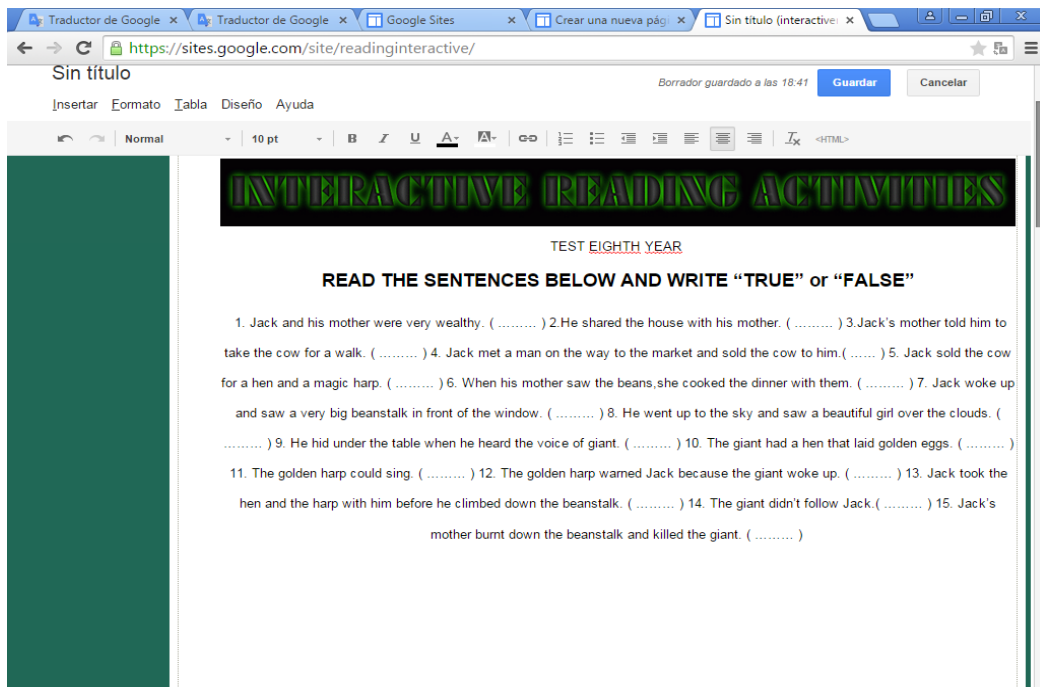 Traductor de Google
Traductor de Google
Google Sites
Crear una nueva pági
Sin título (interactive
https://sites.google.com/site/readinginteractive/
Sin título
Borrador guardado a las 18:41
Guardar
Cancelar
Insertar Formato Tabla Diseño Ayuda
Normal 10 pt B I U A A <HTML>
INTERACTIVE READING ACTIVITIES
TEST EIGHTH YEAR
READ THE SENTENCES BELOW AND WRITE “TRUE” or “FALSE”
1. Jack and his mother were very wealthy. ( ……… ) 2.He shared the house with his mother. ( ……… ) 3.Jack’s mother told him to
take the cow for a walk. ( ……… ) 4. Jack met a man on the way to the market and sold the cow to him.( …… ) 5. Jack sold the cow
for a hen and a magic harp. ( ……… ) 6. When his mother saw the beans,she cooked the dinner with them. ( ……… ) 7. Jack woke up
and saw a very big beanstalk in front of the window. ( ……… ) 8. He went up to the sky and saw a beautiful girl over the clouds. (
……… ) 9. He hid under the table when he heard the voice of giant. ( ……… ) 10. The giant had a hen that laid golden eggs. ( ……… )
11. The golden harp could sing. ( ……… ) 12. The golden harp warned Jack because the giant woke up. ( ……… ) 13. Jack took the
hen and the harp with him before he climbed down the beanstalk. ( ……… ) 14. The giant didn’t follow Jack.( ……… ) 15. Jack’s
mother burnt down the beanstalk and killed the giant. ( ……… )